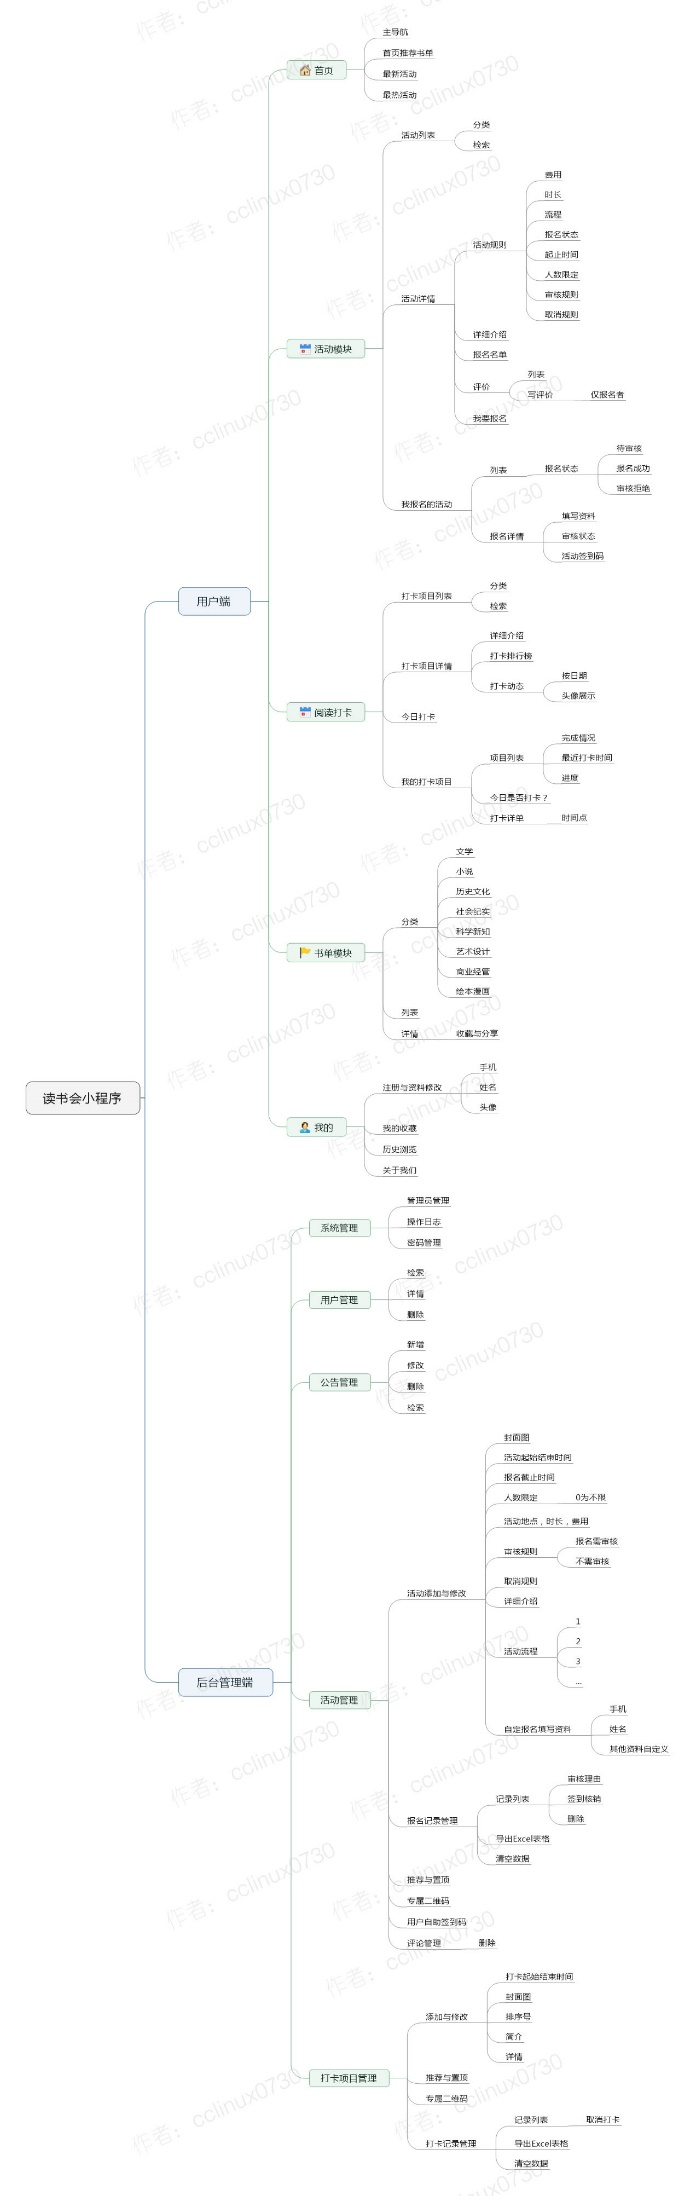 读书会小程序
用户端
首页
主导航
首页推荐书单
最新活动
最热活动
活动模块
活动列表
分类
检索
活动详情
活动规则
费用
时长
流程
报名状态
起止时间
人数限定
审核规则
取消规则
详细介绍
报名名单
评价
列表
写评价
仅报名者
我要报名
我报名的活动
列表
报名状态
待审核
报名成功
审核拒绝
报名详情
填写资料
审核状态
活动签到码
阅读打卡
打卡项目列表
分类
检索
打卡项目详情
详细介绍
打卡排行榜
打卡动态
按日期
头像展示
今日打卡
我的打卡项目
项目列表
完成情况
最近打卡时间
进度
今日是否打卡？
打卡详单
时间点
书单模块
分类
文学
小说
历史文化
社会纪实
科学新知
艺术设计
商业经管
绘本漫画
列表
详情
收藏与分享
我的
注册与资料修改
手机
姓名
头像
我的收藏
历史浏览
关于我们
后台管理端
系统管理
管理员管理
操作日志
密码管理
用户管理
检索
详情
删除
公告管理
新增
修改
删除
检索
活动管理
活动添加与修改
封面图
活动起始结束时间
报名截止时间
人数限定
0为不限
活动地点，时长，费用
审核规则
报名需审核
不需审核
取消规则
详细介绍
活动流程
1
2
3
...
自定报名填写资料
手机
姓名
其他资料自定义
报名记录管理
记录列表
审核理由
签到核销
删除
导出Excel表格
清空数据
推荐与置顶
专属二维码
用户自助签到码
评论管理
删除
打卡项目管理
添加与修改
打卡起始结束时间
封面图
排序号
简介
详情
推荐与置顶
专属二维码
打卡记录管理
记录列表
取消打卡
导出Excel表格
清空数据
作者：cclinux0730